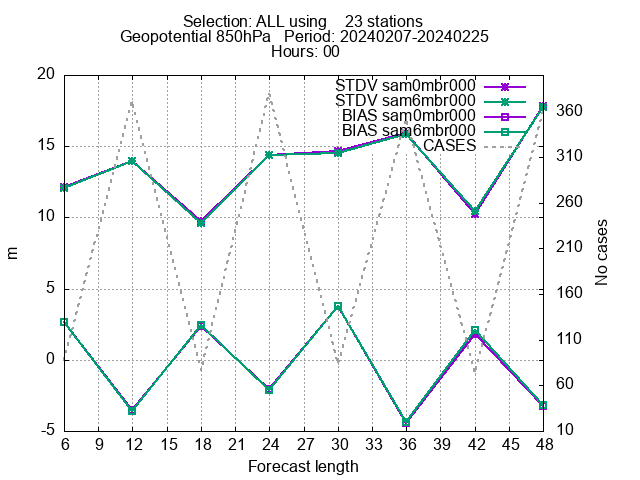 Selection: ALL using 23 stations
Geopotential 850hPa Period: 20240207-20240225
Hours: 00
STDV sam0mbr000
STDV sam6mbr000
BIAS sam0mbr000
BIAS sam6mbr000
CASES
20
15
10
5
0
-5
m
360
310
260
210
160
110
60
10
No cases
6 9 12 15 18 21 24 27 30 33 36 39 42 45 48
Forecast length